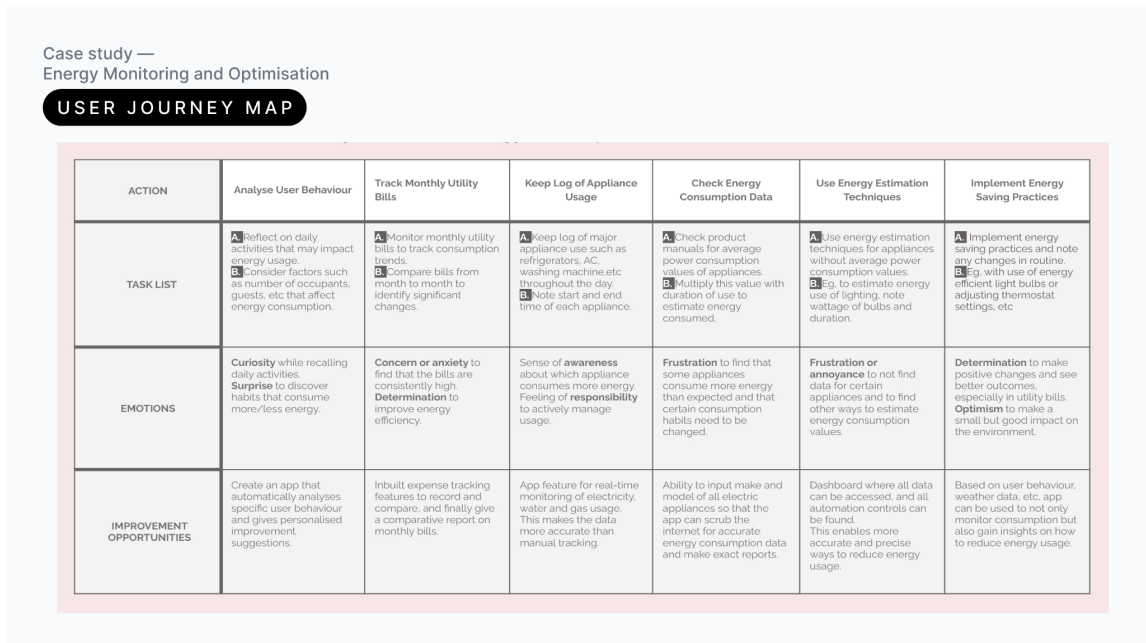 Case study —
Energy Monitoring and Optimisation
USER JOURNEY MAP
ACTION
Analyse User Behaviour
Track Monthly Utility
Bills
Keep Log of Appliance
Usage
Check Energy
Consumption Data
Use Energy Estimation
Techniques
Implement Energy
Saving Practices
TASK LIST
A. Reflect on daily
activities that may impact
energy usage.
B. Consider factors such
as number of occupants,
guests, etc that affect
energy consumption.
A. Monitor monthly utility
bills to track consumption
trends.
B. Compare bills from
month to month to
identify significant
changes.
A. Keep log of major
appliance use such as
refrigerators, AC,
washing machine.etc
throughout the day.
B. Note start and end
time of each appliance.
A. Check product
manuals for average
power consumption
values of appliances.
B. Multiply this value with
duration of use to
estimate energy
consumed.
A. Use energy estimation
techniques for appliances
without average power
consumption values.
B. Eg, to estimate energy
use of lighting, note
wattage of bulbs and
duration.
A. Implement energy
saving practices and note
any changes in routine.
B. Eg. with use of energy
efficient light bulbs or
adjusting thermostat
settings, etc
EMOTIONS
Curiosity while recalling
daily activities.
Surprise to discover
habits that consume
more/less energy.
Concern or anxiety to
find that the bills are
consistently high.
Determination to
improve energy
efficiency.
Sense of awareness
about which appliance
consumes more energy.
Feeling of responsibility
to actively manage
usage.
Frustration to find that
some appliances
consume more energy
than expected and that
certain consumption
habits need to be
changed.
Frustration or
annoyance to not find
data for certain
appliances and to find
other ways to estimate
energy consumption
values.
Determination to make
positive changes and see
better outcomes,
especially in utility bills.
Optimism to make a
small but good impact on
the environment.
IMPROVEMENT
OPPORTUNITIES
Create an app that
automatically analyses
specific user behaviour
and gives personalised
improvement
suggestions.
Inbuilt expense tracking
features to record and
compare, and finally give
a comparative report on
monthly bills.
App feature for real-time
monitoring of electricity,
water and gas usage.
This makes the data
more accurate than
manual tracking.
Ability to input make and
model of all electric
appliances so that the
app can scrub the
internet for accurate
energy consumption data
and make exact reports.
Dashboard where all data
can be accessed, and all
automation controls can
be found.
This enables more
accurate and precise
ways to reduce energy
usage.
Based on user behaviour,
weather data, etc, app
can be used to not only
monitor consumption but
also gain insights on how
to reduce energy usage.